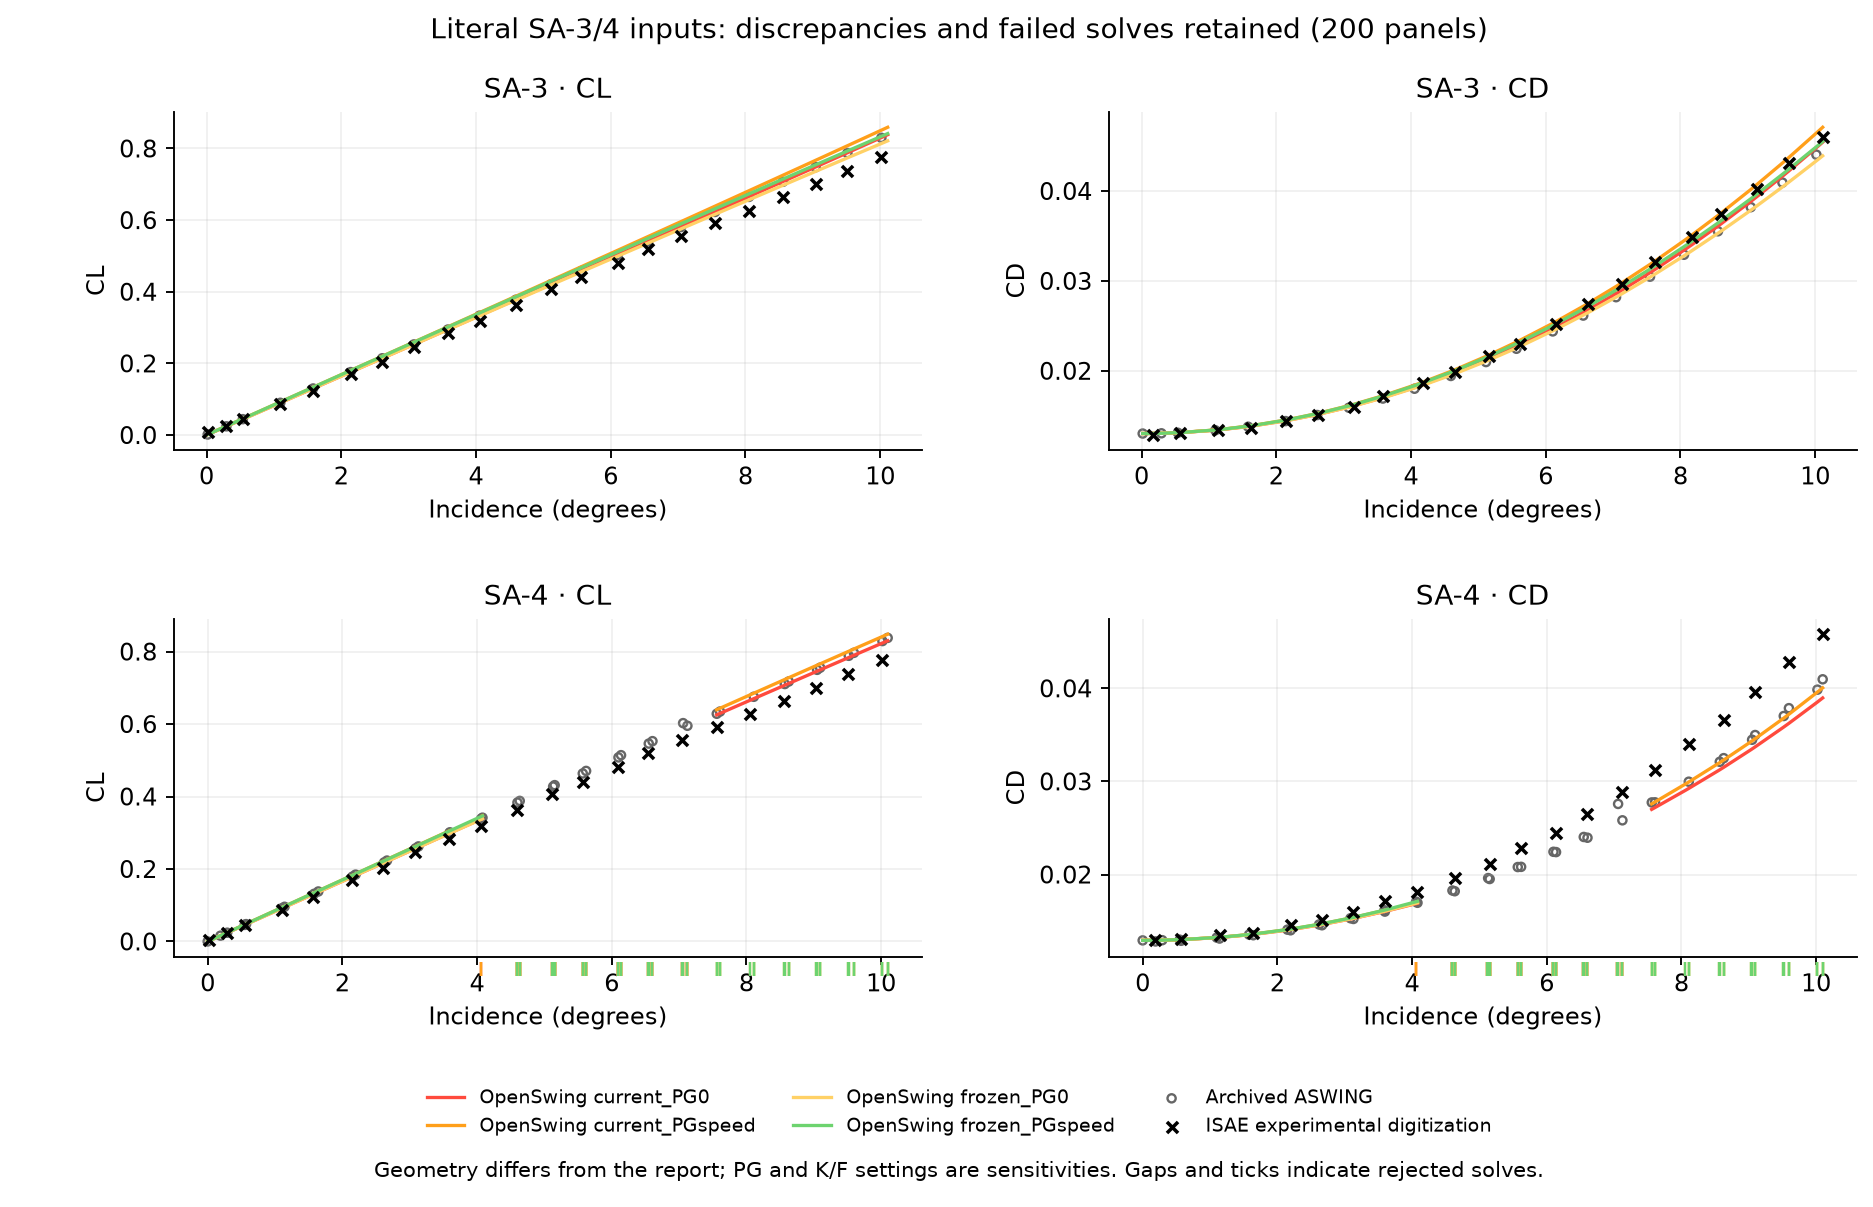 Literal SA-3/4 inputs: discrepancies and failed solves retained (200 panels)
SA-3 · CL
CL
0.8
0.6
0.4
0.2
0.0
0 2 4 6 8 10
Incidence (degrees)
SA-3 · CD
CD
0.04
0.03
0.02
0 2 4 6 8 10
Incidence (degrees)
SA-4 · CL
CL
0.8
0.6
0.4
0.2
0.0
0 2 4 6 8 10
Incidence (degrees)
SA-4 · CD
CD
0.04
0.03
0.02
0 2 4 6 8 10
Incidence (degrees)
OpenSwing current_PG0
OpenSwing current_PGspeed
OpenSwing frozen_PG0
OpenSwing frozen_PGspeed
Archived ASWING
ISAE experimental digitization
Geometry differs from the report; PG and K/F settings are sensitivities. Gaps and ticks indicate rejected solves.